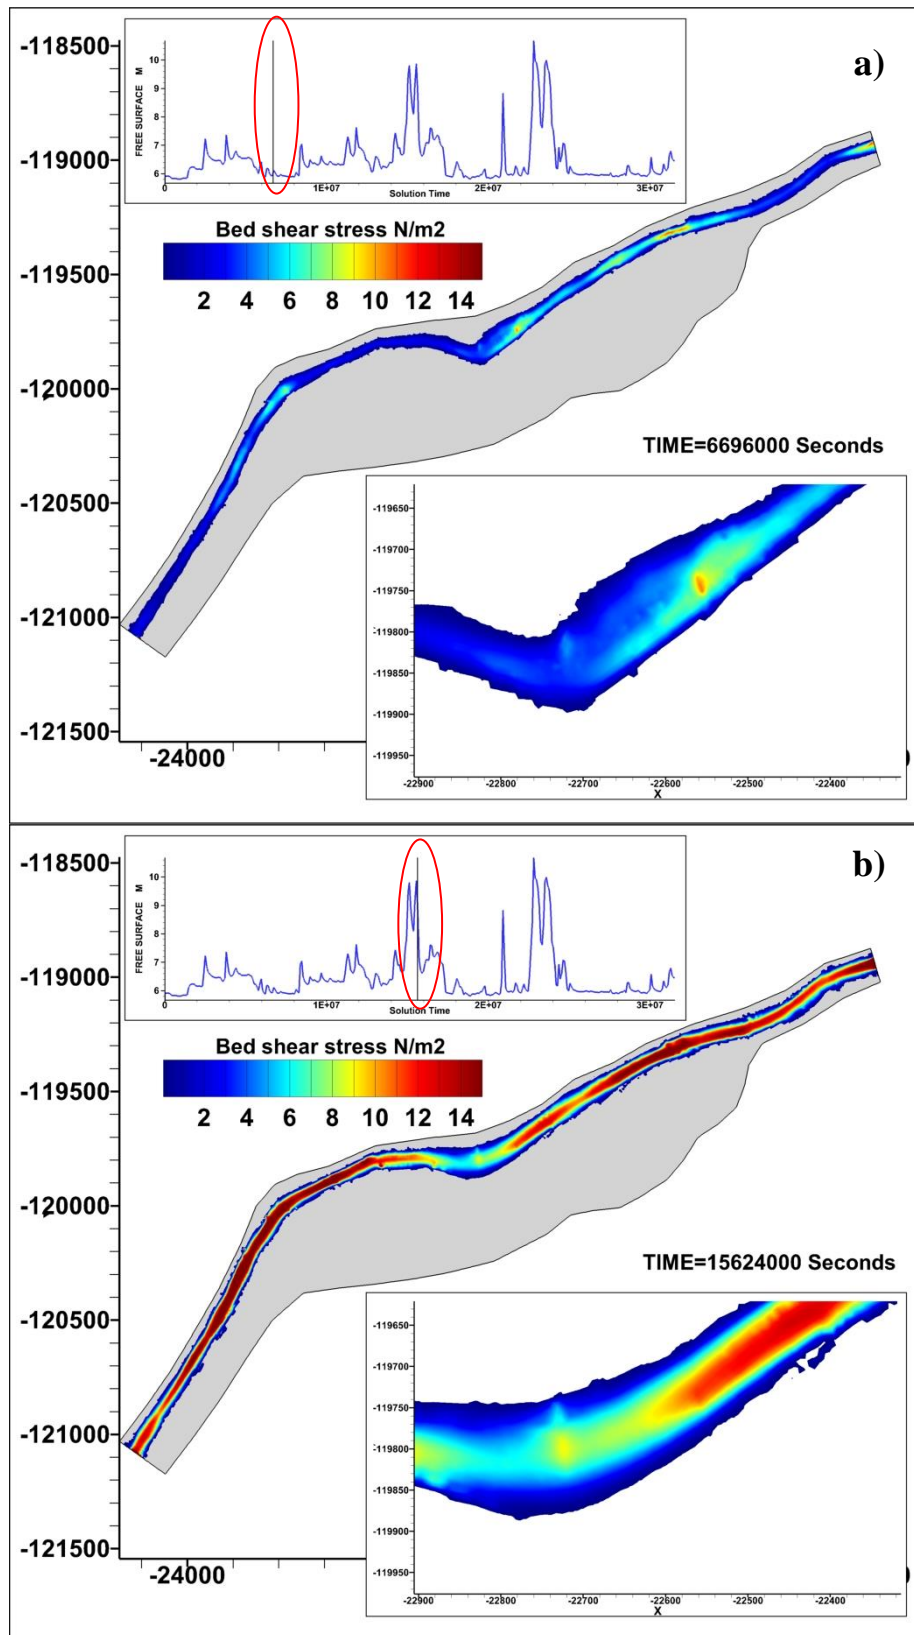 a)
-118500
-119000
-119500
-120000
-120500
-121000
-121500
-24000
FREE SURFACE M
10
9
8
7
6
0
1E+07
2E+07
3E+07
Solution Time
Bed shear stress N/m2
2 4 6 8 10 12 14
TIME=6696000 Seconds
-119650
-119700
-119750
-119800
-119850
-119900
-119950
-22900 -22800 -22700 -22600 -22500 -22400
X
b)
-118500
-119000
-119500
-120000
-120500
-121000
-121500
-24000
FREE SURFACE M
10
9
8
7
6
0
1E+07
2E+07
3E+07
Solution Time
Bed shear stress N/m2
2 4 6 8 10 12 14
TIME=15624000 Seconds
-119650
-119700
-119750
-119800
-119850
-119900
-119950
-22900 -22800 -22700 -22600 -22500 -22400
X